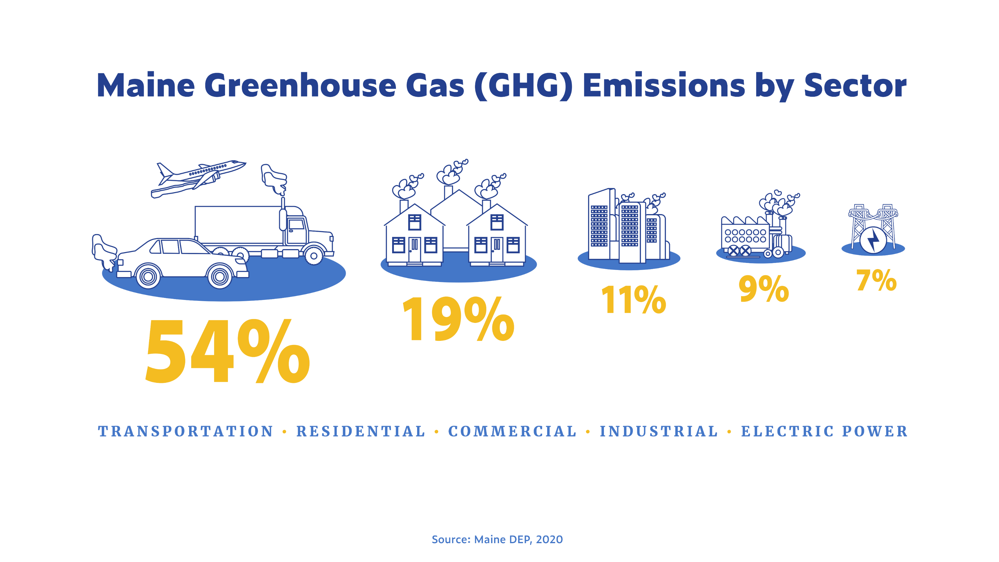 Maine Greenhouse Gas (GHG) Emissions by Sector
54%
19%
11%
9%
7%
TRANSPORTATION • RESIDENTIAL • COMMERCIAL • INDUSTRIAL • ELECTRIC POWER
Source: Maine DEP, 2020